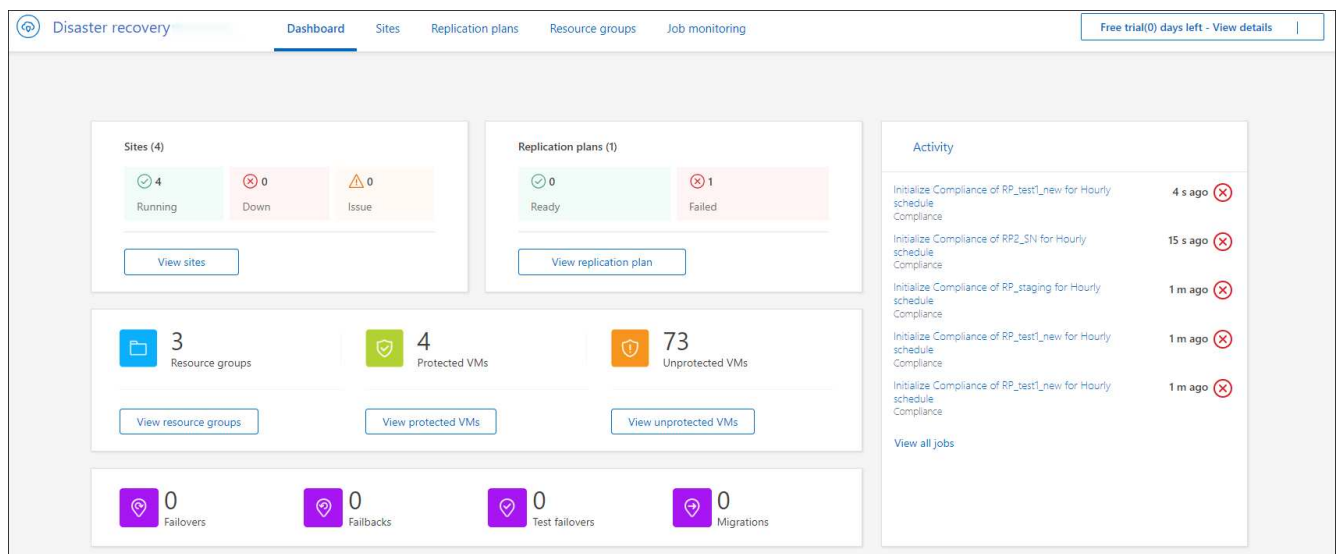 Disaster recovery
Dashboard
Sites
Replication plans
Resource groups
Job monitoring
Free trial(0) days left - View details
Sites (4)
4
Running
0
Down
0
Issue
View sites
Replication plans (1)
0
Ready
1
Failed
View replication plan
3
Resource groups
View resource groups
4
Protected VMs
View protected VMs
73
Unprotected VMs
View unprotected VMs
0
Failovers
0
Failbacks
0
Test failovers
0
Migrations
Activity
Initialize Compliance of RP_test1_new for Hourly
schedule
Compliance
4 s ago
Initialize Compliance of RP2_SN for Hourly
schedule
Compliance
15 s ago
Initialize Compliance of RP_staging for Hourly
schedule
Compliance
1 m ago
Initialize Compliance of RP_test1_new for Hourly
schedule
Compliance
1 m ago
Initialize Compliance of RP_test1_new for Hourly
schedule
Compliance
1 m ago
View all jobs